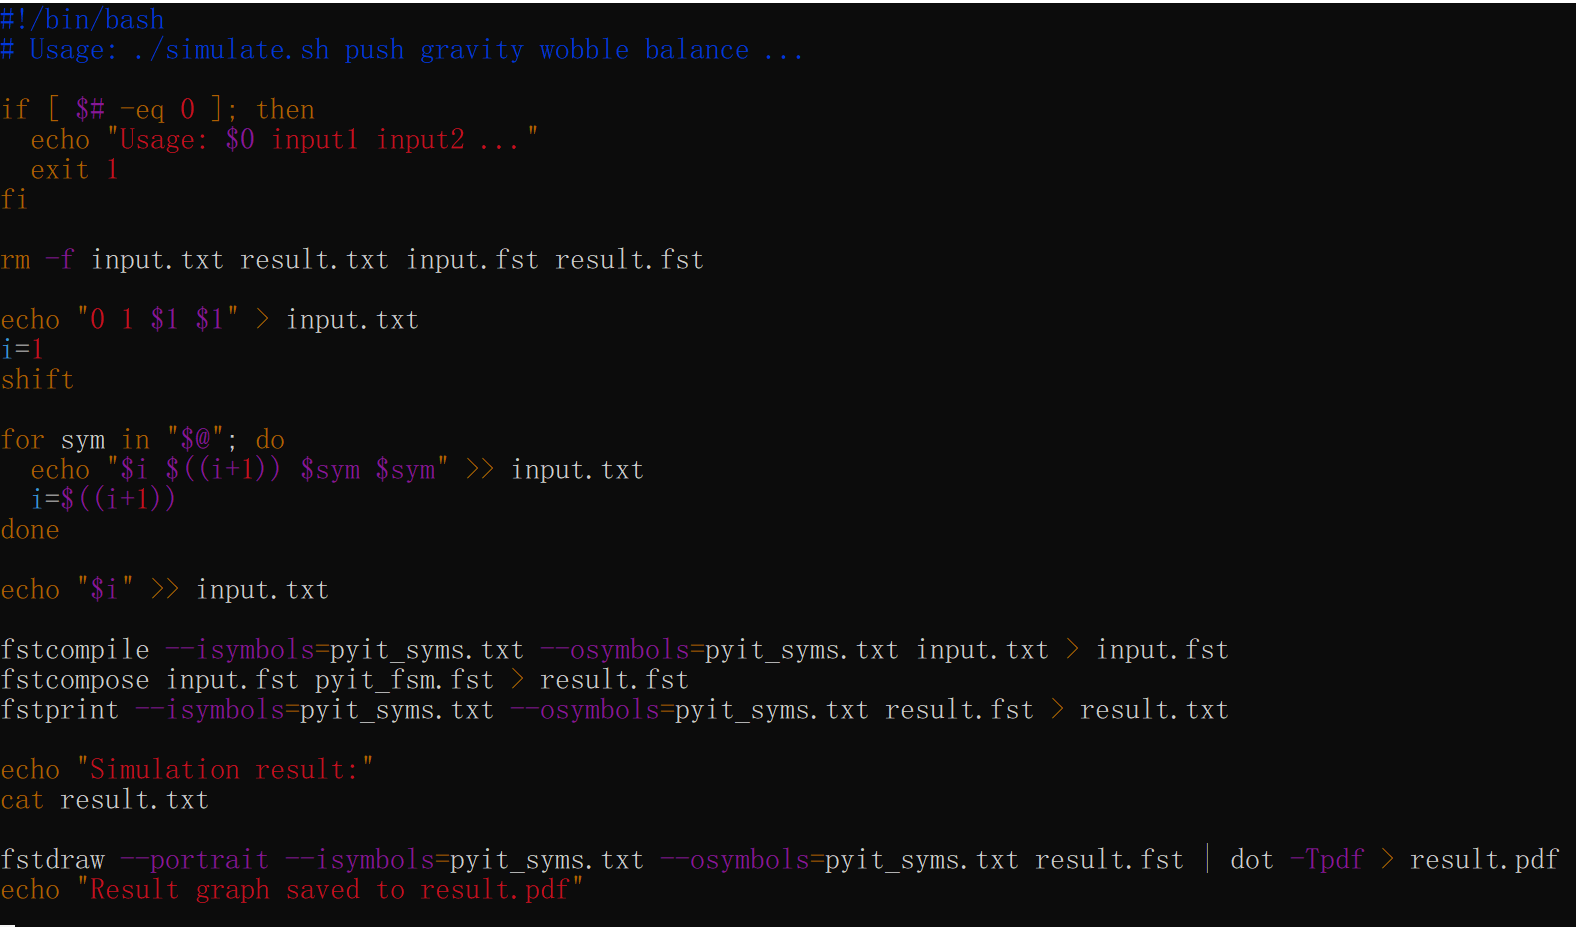 #!/bin/bash
# Usage: ./simulate.sh push gravity wobble balance ...

if [ $# -eq 0 ]; then
  echo "Usage: $0 input1 input2 ..."
  exit 1
fi

rm -f input.txt result.txt input.fst result.fst

echo "0 1 $1 $1" > input.txt
i=1
shift

for sym in "$@"; do
  echo "$i $((i+1)) $sym $sym" >> input.txt
  i=$((i+1))
done

echo "$i" >> input.txt

fstcompile --isymbols=pyit_syms.txt --osymbols=pyit_syms.txt input.txt > input.fst
fstcompose input.fst pyit_fsm.fst > result.fst
fstprint --isymbols=pyit_syms.txt --osymbols=pyit_syms.txt result.fst > result.txt

echo "Simulation result:"
cat result.txt

fstdraw --portrait --isymbols=pyit_syms.txt --osymbols=pyit_syms.txt result.fst | dot -Tpdf > result.pdf
echo "Result graph saved to result.pdf"